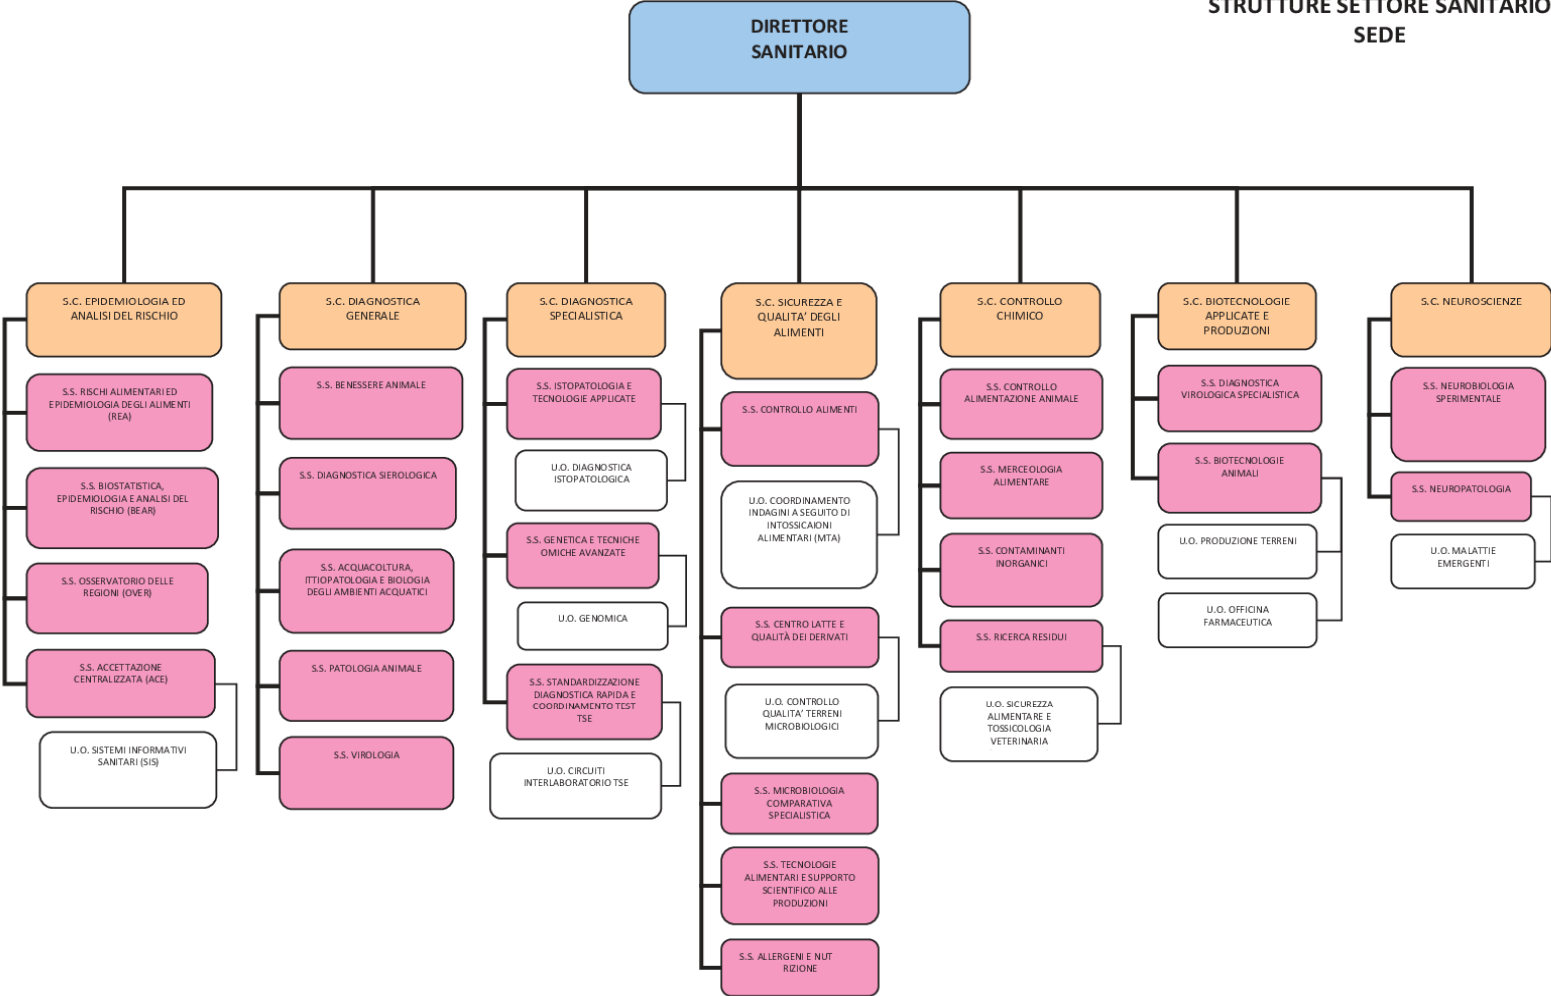 STRUTTURE SETTORE SANITARIO
SEDE
DIRETTORE
SANITARIO
S.C. EPIDEMIOLOGIA ED
ANALISI DEL RISCHIO
S.S. RISCHI ALIMENTARI ED
EPIDEMIOLOGIA DEGLI ALIMENTI
(REA)
S.S. BIOSTATISTICA,
EPIDEMIOLOGIA E ANALISI DEL
RISCHIO (BEAR)
S.S. OSSERVATORIO DELLE
REGIONI (OVER)
S.S. ACCETTAZIONE
CENTRALIZZATA (ACE)
U.O. SISTEMI INFORMATIVI
SANITARI (SIS)
S.C. DIAGNOSTICA
GENERALE
S.S. BENESSERE ANIMALE
S.S. DIAGNOSTICA SIEROLOGICA
S.S. ACQUACOLTURA,
ITTIOPATOLOGIA E BIOLOGIA
DEGLI AMBIENTI ACQUATICI
S.S. PATOLOGIA ANIMALE
S.S. VIROLOGIA
S.C. DIAGNOSTICA
SPECIALISTICA
S.S. ISTOPATOLOGIA E
TECNOLOGIE APPLICATE
U.O. DIAGNOSTICA
ISTOPATOLOGICA
S.S. GENETICA E TECNICHE
OMICHE AVANZATE
U.O. GENOMICA
S.S. STANDARDIZZAZIONE
DIAGNOSTICA RAPIDA E
COORDINAMENTO TEST
TSE
U.O. CIRCUITI
INTERLABORATORIO TSE
S.C. SICUREZZA E
QUALITA' DEGLI
ALIMENTI
S.S. CONTROLLO ALIMENTI
U.O. COORDINAMENTO
INDAGINI A SEGUITO DI
INTOSSICAIONI
ALIMENTARI (MTA)
S.S. CENTRO LATTE E
QUALITÀ DEI DERIVATI
U.O. CONTROLLO
QUALITA' TERRENI
MICROBIOLOGICI
S.S. MICROBIOLOGIA
COMPARATIVA
SPECIALISTICA
S.S. TECNOLOGIE
ALIMENTARI E SUPPORTO
SCIENTIFICO ALLE
PRODUZIONI
S.S. ALLERGENI E NUT
RIZIONE
S.C. CONTROLLO
CHIMICO
S.S. CONTROLLO
ALIMENTAZIONE ANIMALE
S.S. MERCEOLOGIA
ALIMENTARE
S.S. CONTAMINANTI
INORGANICI
S.S. RICERCA RESIDUI
U.O. SICUREZZA
ALIMENTARE E
TOSSICOLOGIA
VETERINARIA
S.C. BIOTECNOLOGIE
APPLICATE E
PRODUZIONI
S.S. DIAGNOSTICA
VIROLOGICA SPECIALISTICA
S.S. BIOTECNOLOGIE
ANIMALI
U.O. PRODUZIONE TERRENI
U.O. OFFICINA
FARMACEUTICA
S.C. NEUROSCIENZE
S.S. NEUROBIOLOGIA
SPERIMENTALE
S.S. NEUROPATOLOGIA
U.O. MALATTIE
EMERGENTI